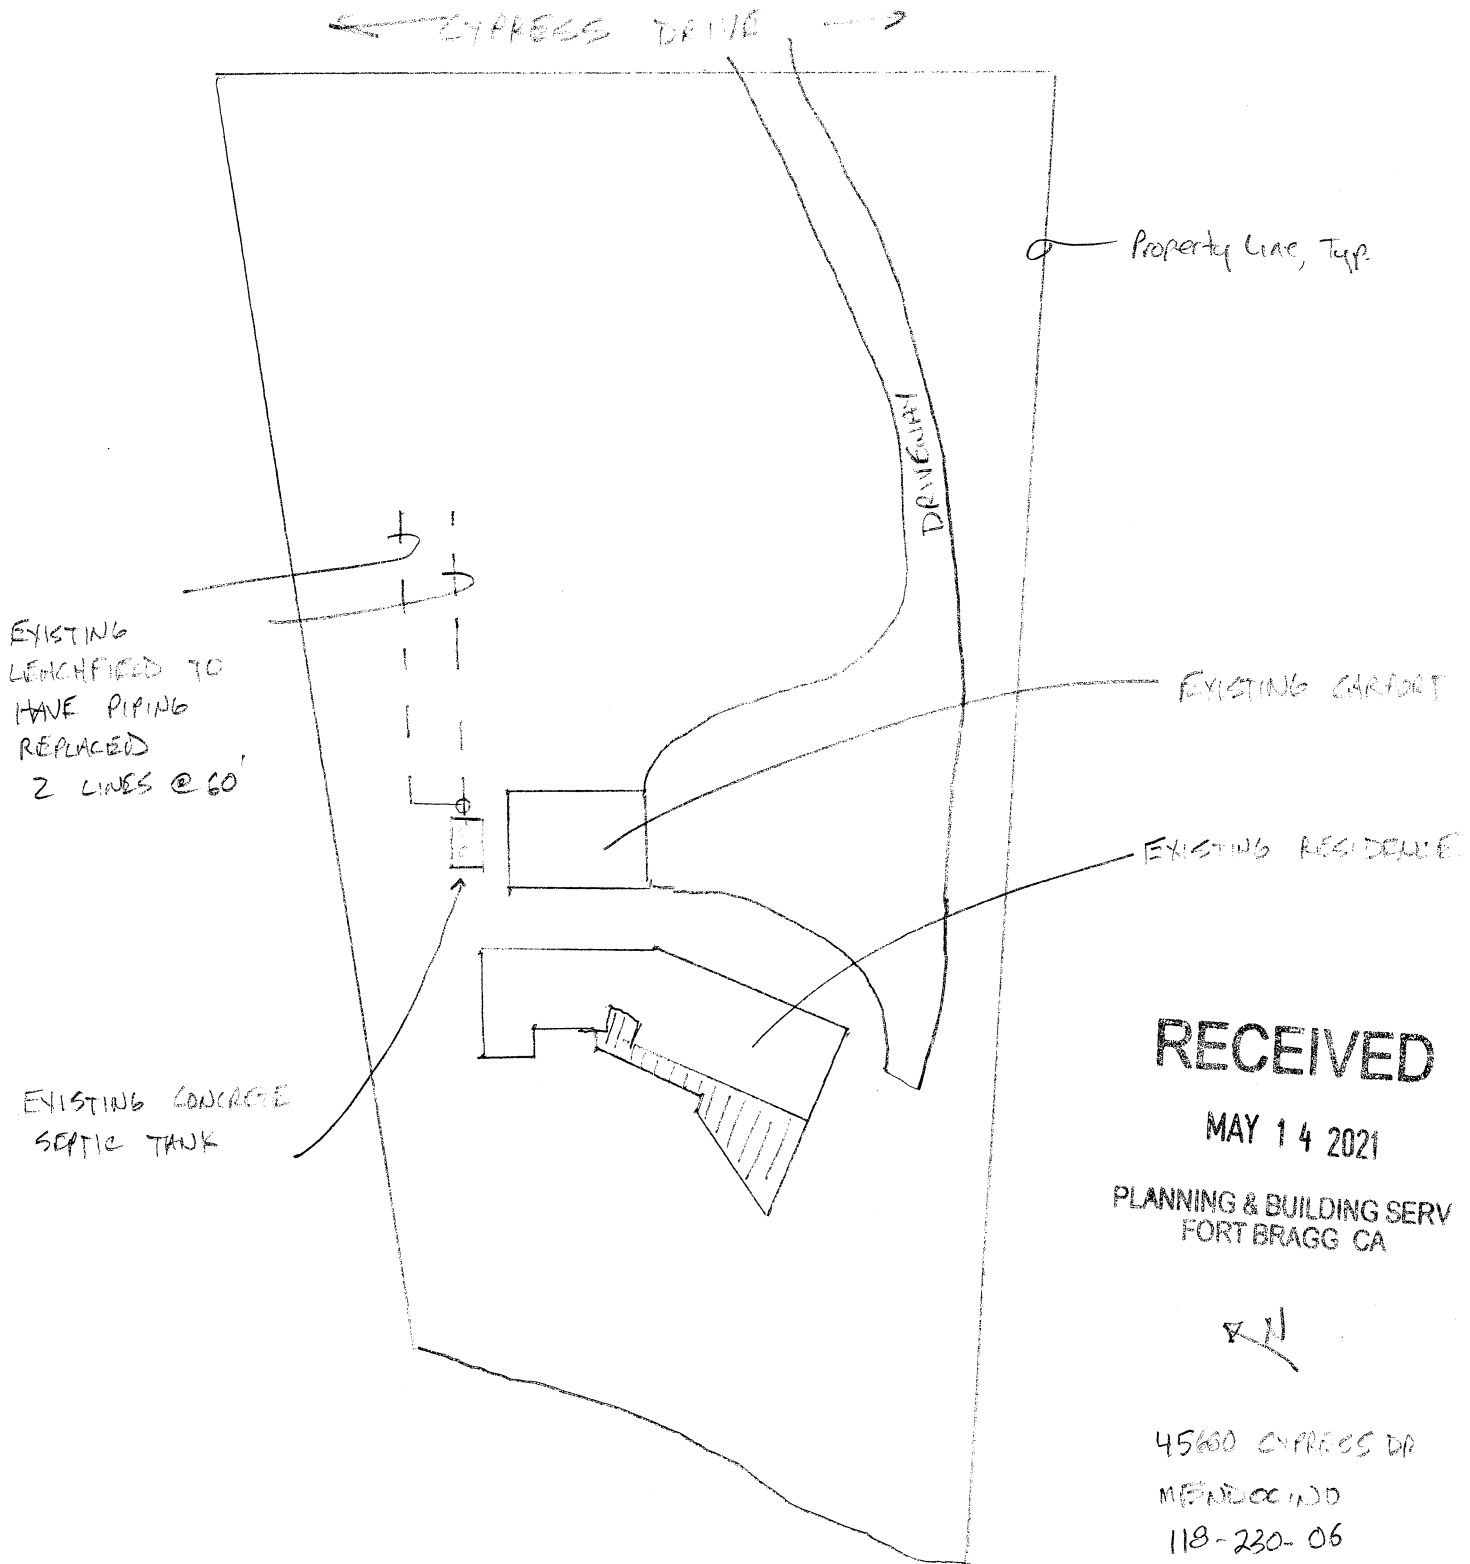 CYPRESS DRIVE
Property Line, Typ.
DRIVEWAY
EXISTING
LEACHFIELD TO
HAVE PIPING
REPLACED
2 LINES @ 60'
EXISTING CARPORT
EXISTING RESIDENCE
EXISTING CONCRETE
SEPTIC TANK
RECEIVED
MAY 14 2021
PLANNING & BUILDING SERV
FORT BRAGG CA
N
45600 CYPRESS DR
MENDOCINO
118-230-06